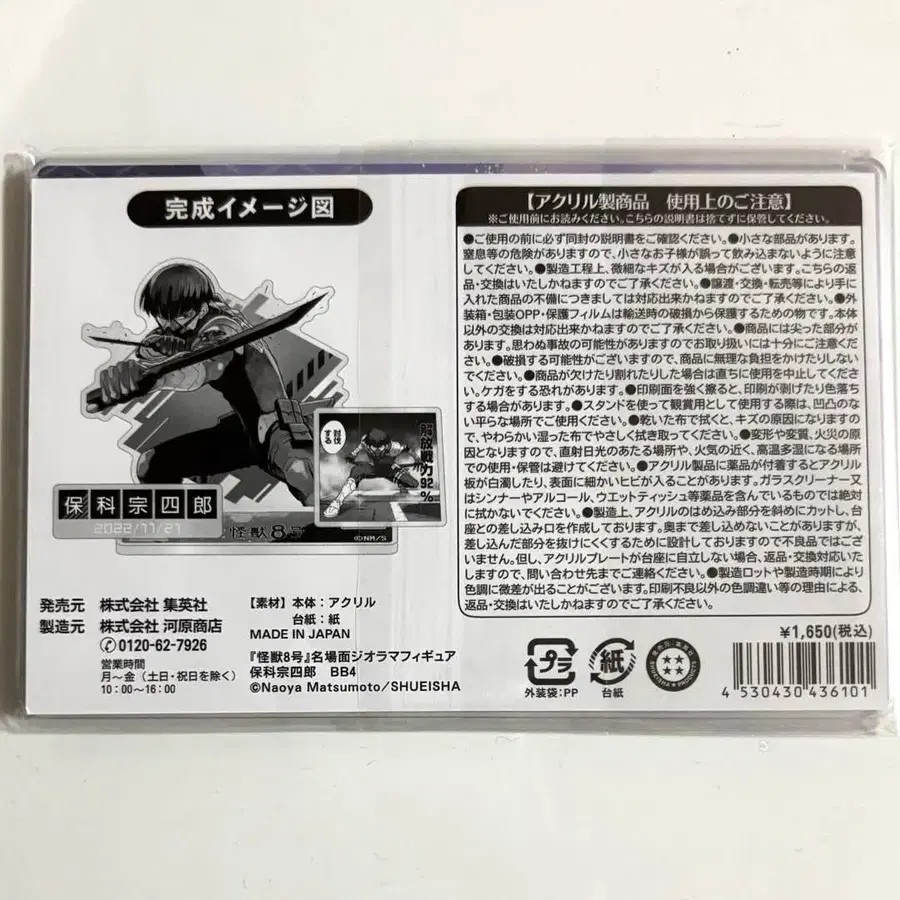 完成イメージ図
解放戦力92%
討伐する
保科宗四郎
2022/11/21
怪獣8号
©NM/S
【アクリル製商品 使用上のご注意】
※ご使用前にお読みください。こちらの説明書は捨てずに保管してください。
●ご使用の前に必ず同封の説明書をご確認ください。●小さな部品があります。
窒息等の危険がありますので、小さなお子様が誤って飲み込まないように注意
してください。●製造工程上、微細なキズが入る場合がございます。こちらの返
品・交換はいたしかねますのでご了承ください。●譲渡・交換・転売等により手に
入れた商品の不備につきましては対応出来かねますのでご了承ください。●外
装箱・包装OPP・保護フィルムは輸送時の破損から保護するための物です。本体
以外の交換は対応出来かねますのでご了承ください。●商品には尖った部分が
あります。思わぬ事故の可能性がありますのでお取り扱いには十分にご注意くだ
さい。●破損する可能性がございますので、商品に無理な負担をかけたりしない
でください。●商品が欠けたり割れたりした場合は直ちに使用を中止してくださ
い。ケガをする恐れがあります。●印刷面を強く擦ると、印刷が剥げたり色落ち
する場合があります。●スタンドを使って観賞用として使用する際は、凹凸のな
い平らな場所でご使用ください。●乾いた布で拭くと、キズの原因になりますの
で、やわらかい湿った布でやさしく拭き取ってください。●変形や変質、火災の原
因となりますので、直射日光のあたる場所や、火気の近く、高温多湿になる場所
での使用・保管は避けてください。●アクリル製品に薬品が付着するとアクリル
板が白濁したり、表面に細かいヒビが入ることがあります。ガラスクリーナー又
はシンナーやアルコール、ウエットティッシュ等薬品を含んでいるものでは絶対
に拭かないでください。●製造上、アクリルのはめ込み部分を斜めにカットし、台
座との差し込み口を作成しております。奥まで差し込めないことがありますが、
差し込んだ部分を抜けにくくするために設計しておりますので不良品ではござ
いません。但し、アクリルプレートが台座に自立しない場合、返品・交換対応いた
しますので、問い合わせ先までご連絡ください。●製造ロットや製造時期により
色調に微差が出ることがございます。印刷不良以外の色調違い等の理由による、
返品・交換はいたしかねますのでご了承ください。
発売元 株式会社 集英社
製造元 株式会社 河原商店
0120-62-7926
営業時間
月〜金(土日・祝日を除く)
10:00〜16:00
【素材】本体:アクリル
台紙:紙
MADE IN JAPAN
『怪獣8号』名場面ジオラマフィギュア
保科宗四郎 BB4
©Naoya Matsumoto/SHUEISHA
プラ
外装袋:PP
紙
台紙
¥1,650(税込)
4 530430 436101